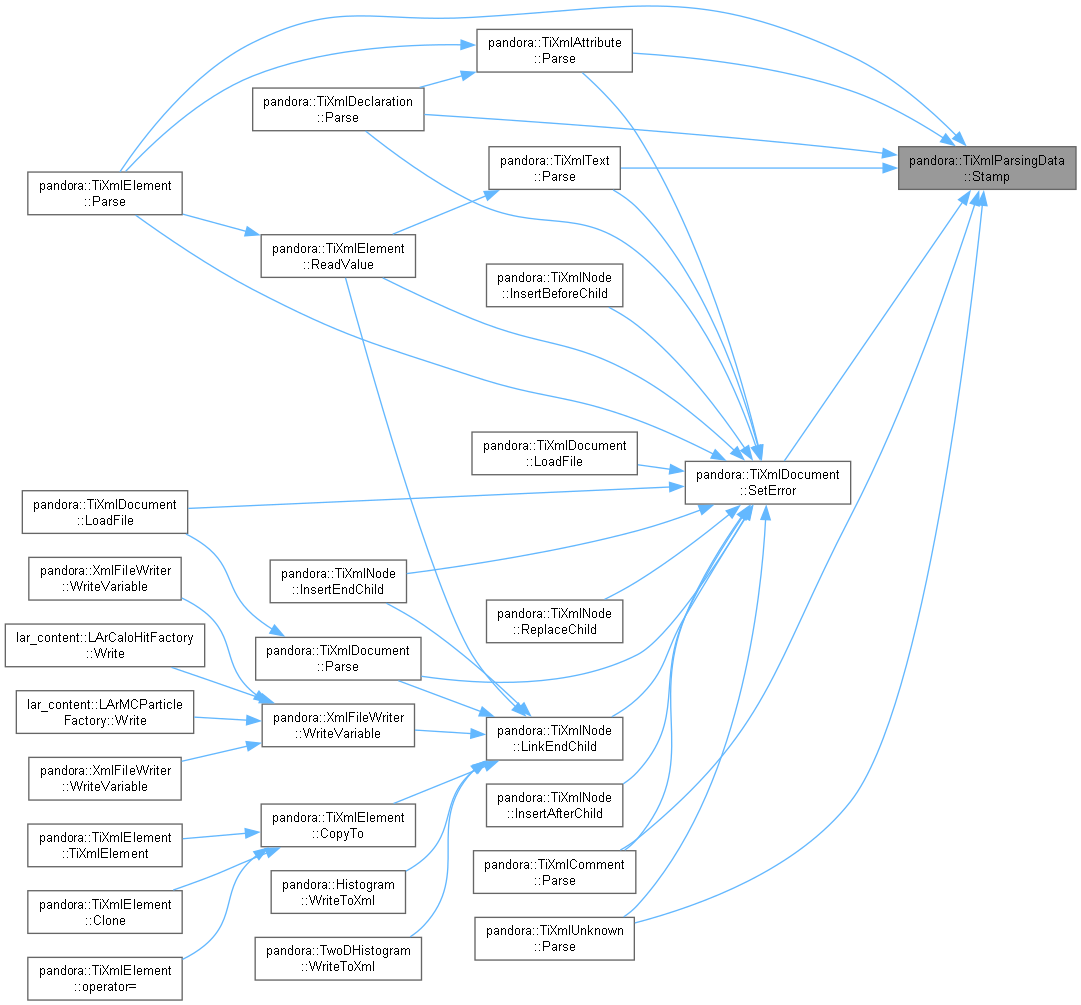 pandora::TiXmlAttribute
::Parse
pandora::TiXmlDeclaration
::Parse
pandora::TiXmlText
::Parse
pandora::TiXmlParsingData
::Stamp
pandora::TiXmlElement
::Parse
pandora::TiXmlElement
::ReadValue
pandora::TiXmlNode
::InsertBeforeChild
pandora::TiXmlDocument
::LoadFile
pandora::TiXmlDocument
::SetError
pandora::TiXmlDocument
::LoadFile
pandora::XmlFileWriter
::WriteVariable
pandora::TiXmlNode
::InsertEndChild
pandora::TiXmlNode
::ReplaceChild
lar_content::LArCaloHitFactory
::Write
pandora::TiXmlDocument
::Parse
lar_content::LArMCParticle
Factory::Write
pandora::XmlFileWriter
::WriteVariable
pandora::TiXmlNode
::LinkEndChild
pandora::XmlFileWriter
::WriteVariable
pandora::TiXmlNode
::InsertAfterChild
pandora::TiXmlElement
::CopyTo
pandora::TiXmlElement
::TiXmlElement
pandora::TiXmlComment
::Parse
pandora::Histogram
::WriteToXml
pandora::TiXmlElement
::Clone
pandora::TiXmlUnknown
::Parse
pandora::TwoDHistogram
::WriteToXml
pandora::TiXmlElement
::operator=